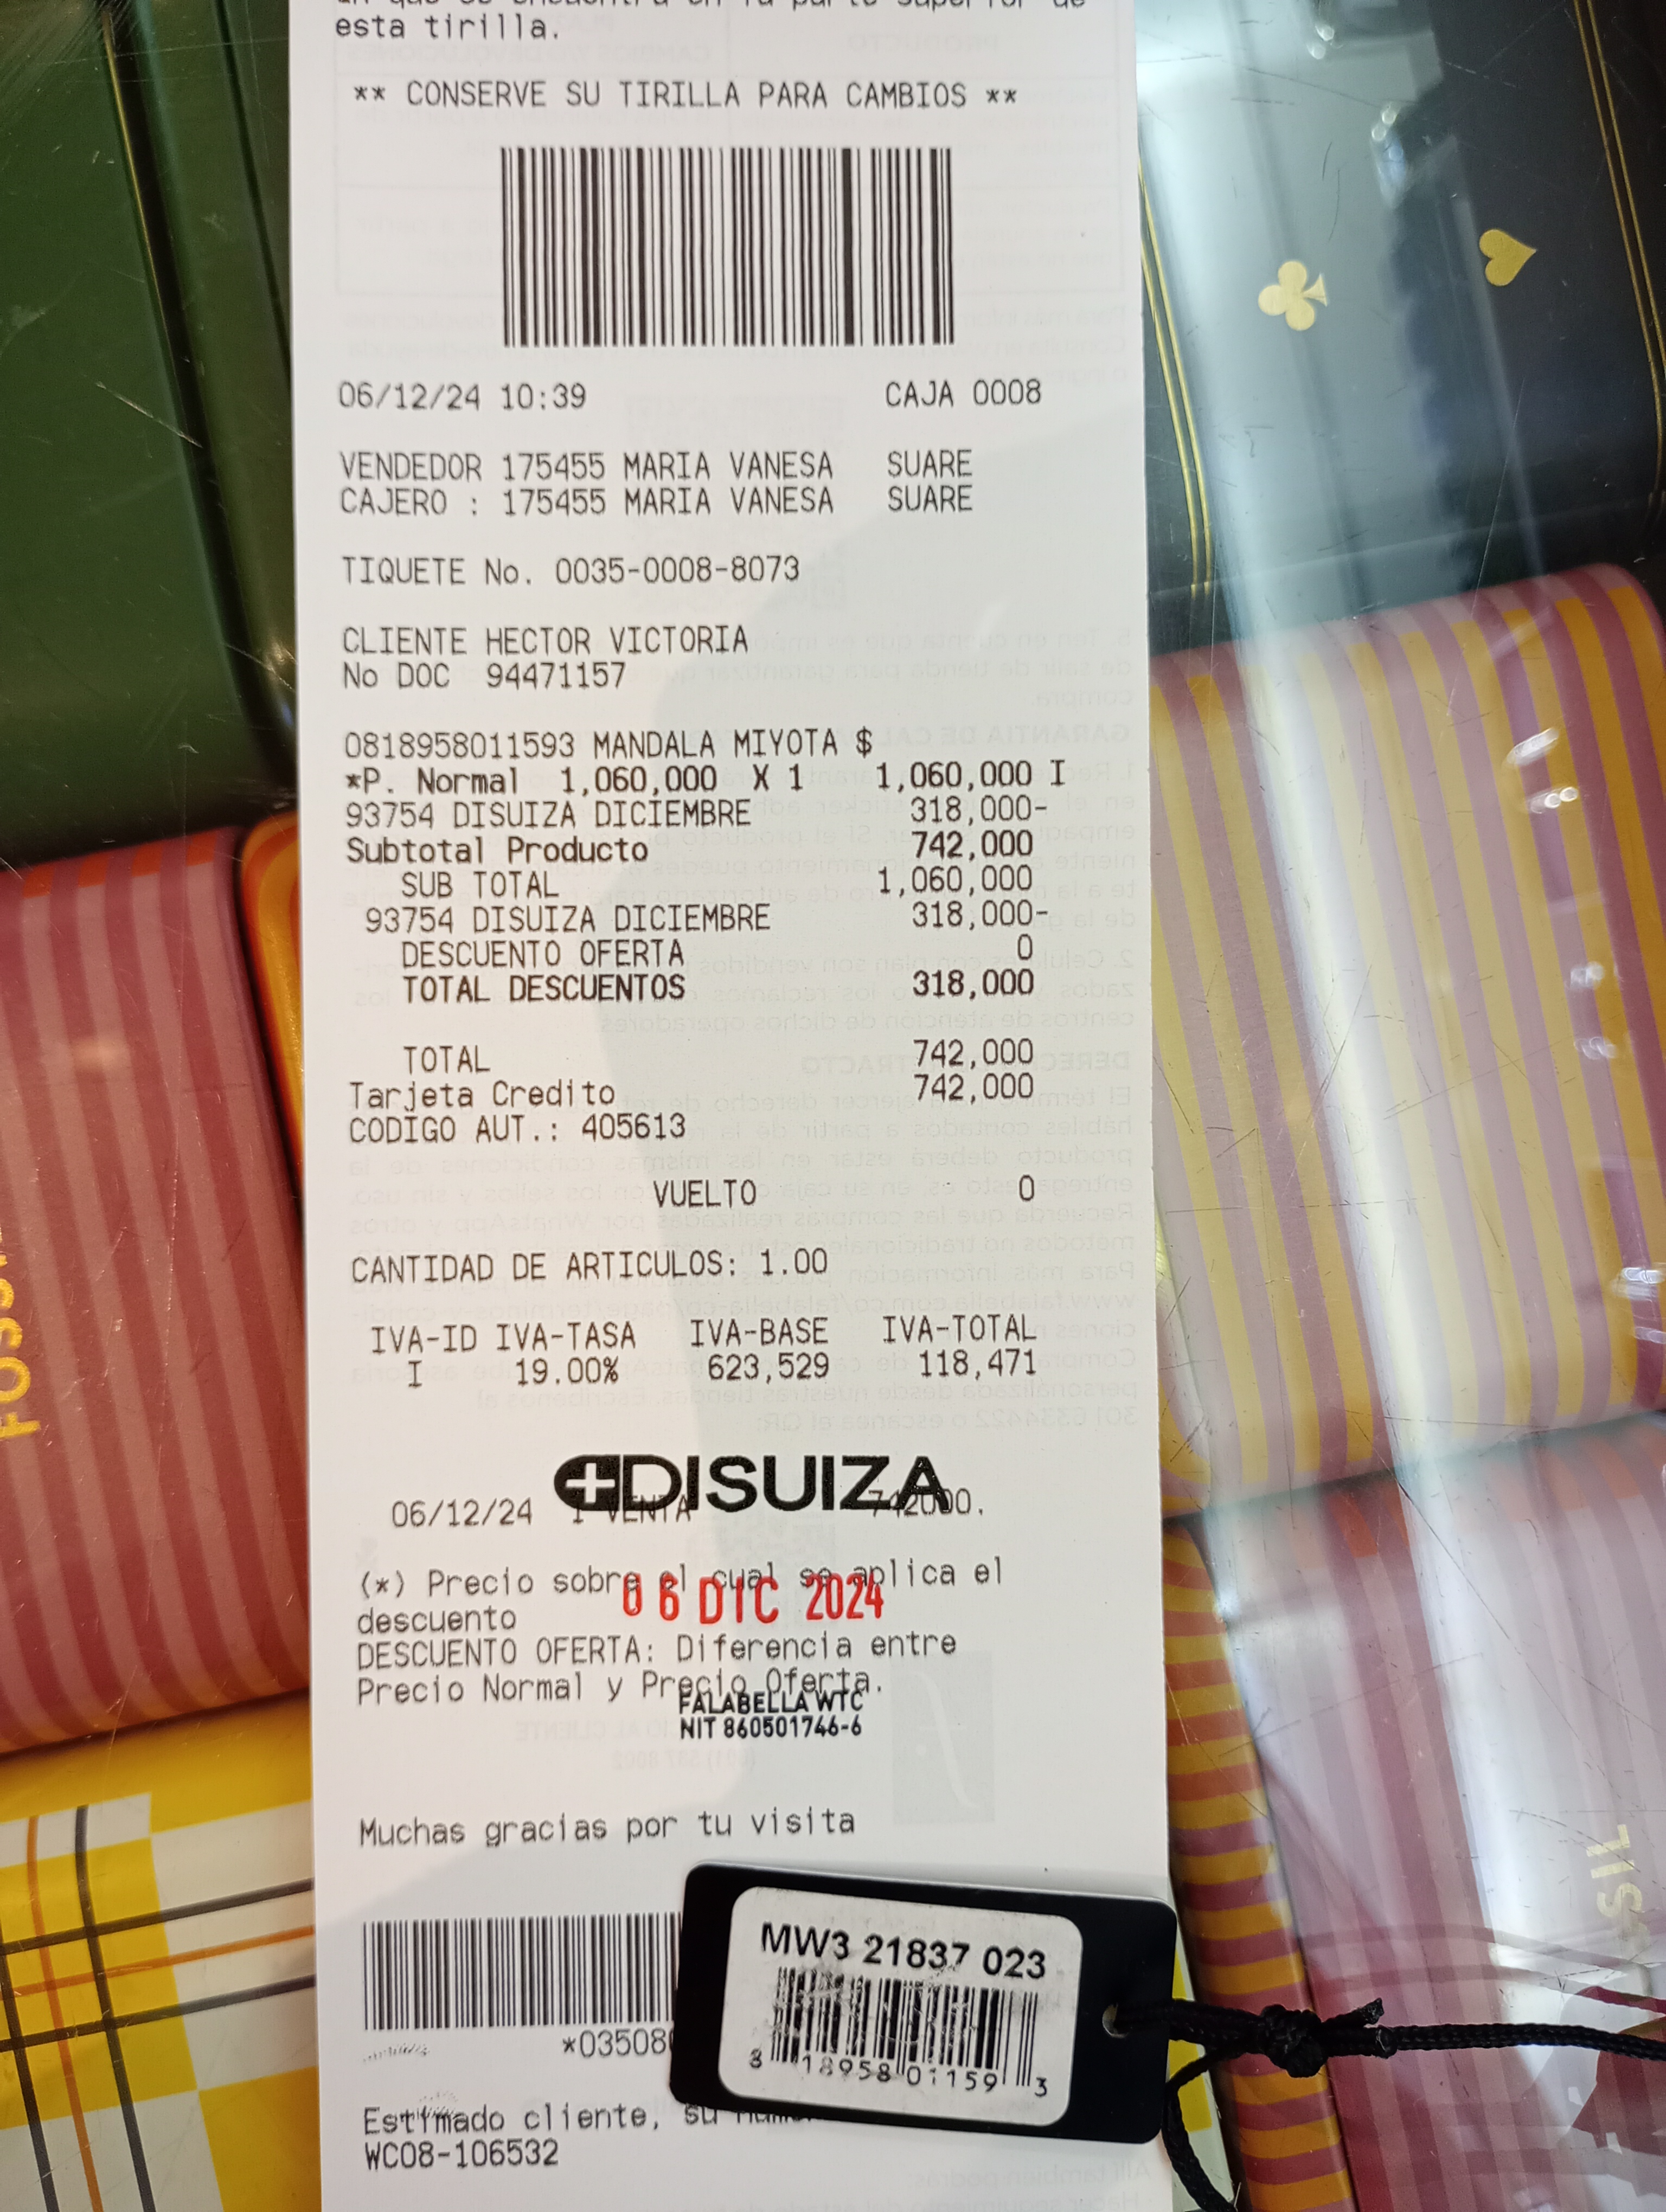 esta tirilla.
** CONSERVE SU TIRILLA PARA CAMBIOS **
06/12/24 10:39 CAJA 0008
VENDEDOR 175455 MARIA VANESA SUARE
CAJERO : 175455 MARIA VANESA SUARE
TIQUETE No. 0035-0008-8073
CLIENTE HECTOR VICTORIA
No DOC 94471157
0818958011593 MANDALA MIYOTA $
*P. Normal 1,060,000 X 1 1,060,000 I
93754 DISUIZA DICIEMBRE 318,000-
Subtotal Producto 742,000
SUB TOTAL 1,060,000
93754 DISUIZA DICIEMBRE 318,000-
DESCUENTO OFERTA 0
TOTAL DESCUENTOS 318,000
TOTAL 742,000
Tarjeta Credito 742,000
CODIGO AUT.: 405613
VUELTO 0
CANTIDAD DE ARTICULOS: 1.00
IVA-ID IVA-TASA IVA-BASE IVA-TOTAL
I 19.00% 623,529 118,471
DISUIZA
06/12/24 1 VENTA 742000.
(*) Precio sobre el cual se aplica el
06 DIC 2024
descuento
DESCUENTO OFERTA: Diferencia entre
Precio Normal y Precio Oferta.
FALABELLA WTC
NIT 860501746-6
Muchas gracias por tu visita
MW3 21837 023
8 18958 01159 3
*03508
Estimado cliente, su
WC08-106532